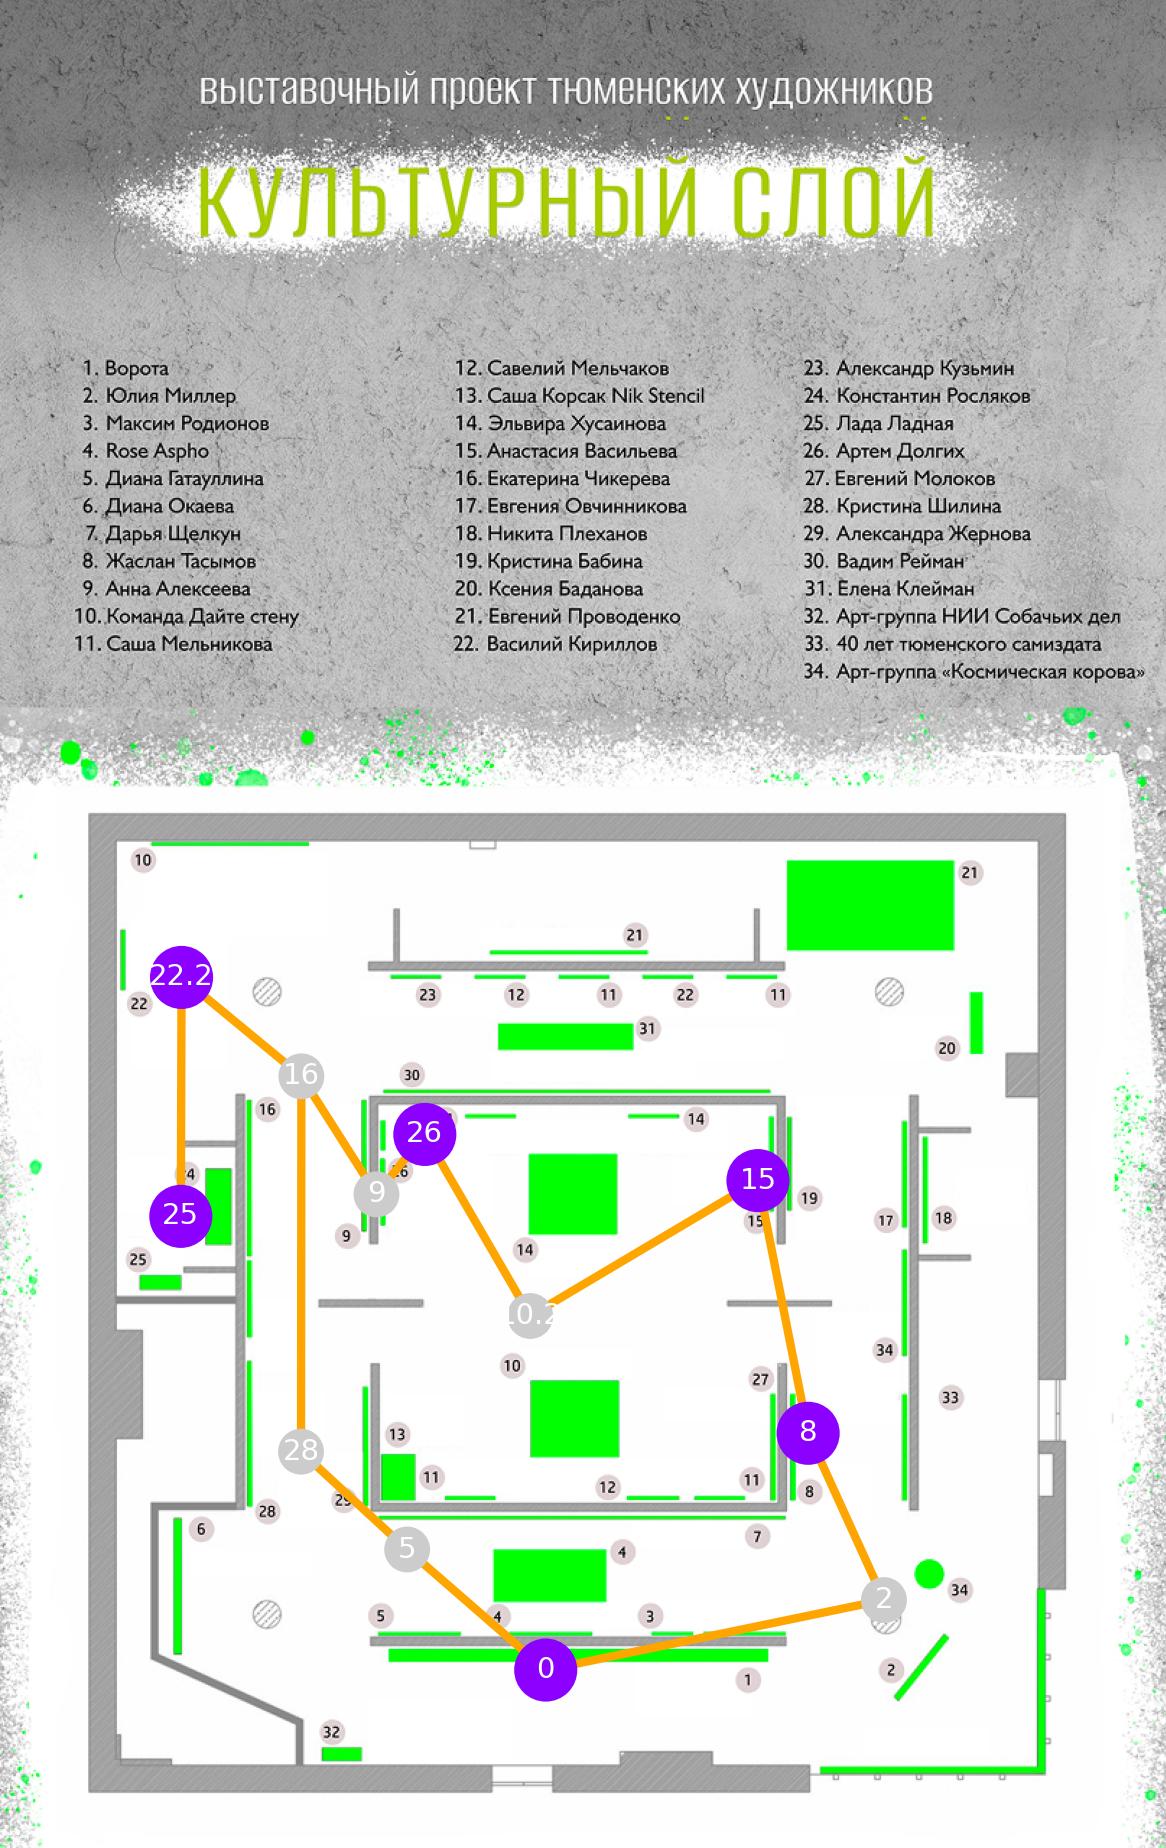 выставочный проект тюменских художников
КУЛЬТУРНЫЙ СЛОЙ
1. Ворота
2. Юлия Миллер
3. Максим Родионов
4. Rose Aspho
5. Диана Гатауллина
6. Диана Окаева
7. Дарья Щелкун
8. Жаслан Тасымов
9. Анна Алексеева
10. Команда Дайте стену
11. Саша Мельникова
12. Савелий Мельчаков
13. Саша Корсак Nik Stencil
14. Эльвира Хусаинова
15. Анастасия Васильева
16. Екатерина Чикерева
17. Евгения Овчинникова
18. Никита Плеханов
19. Кристина Бабина
20. Ксения Баданова
21. Евгений Проводенко
22. Василий Кириллов
23. Александр Кузьмин
24. Константин Росляков
25. Лада Ладная
26. Артем Долгих
27. Евгений Молоков
28. Кристина Шилина
29. Александра Жернова
30. Вадим Рейман
31. Елена Клейман
32. Арт-группа НИИ Собачьих дел
33. 40 лет тюменского самиздата
34. Арт-группа «Космическая корова»
10
21
21
22.2
22
23 12 11 22 11
31
20
16
30
16
26
14
15
9
19
25
15
17
18
9
14
25
10.2
34
10
27
33
8
13
28
11
12
11
8
29
28
6
7
5
4
34
2
5
4
3
0
2
1
32